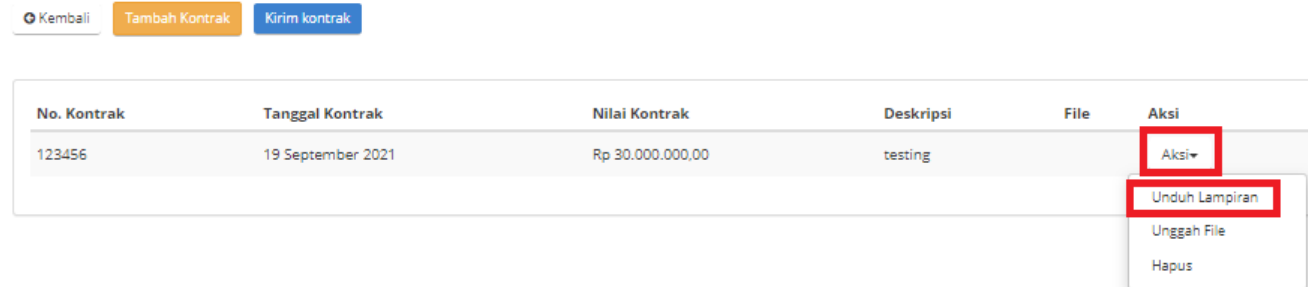 Kembali Tambah Kontrak Kirim kontrak
No. Kontrak Tanggal Kontrak Nilai Kontrak Deskripsi File Aksi
123456 19 September 2021 Rp 30.000.000,00 testing Aksi
Unduh Lampiran
Unggah File
Hapus